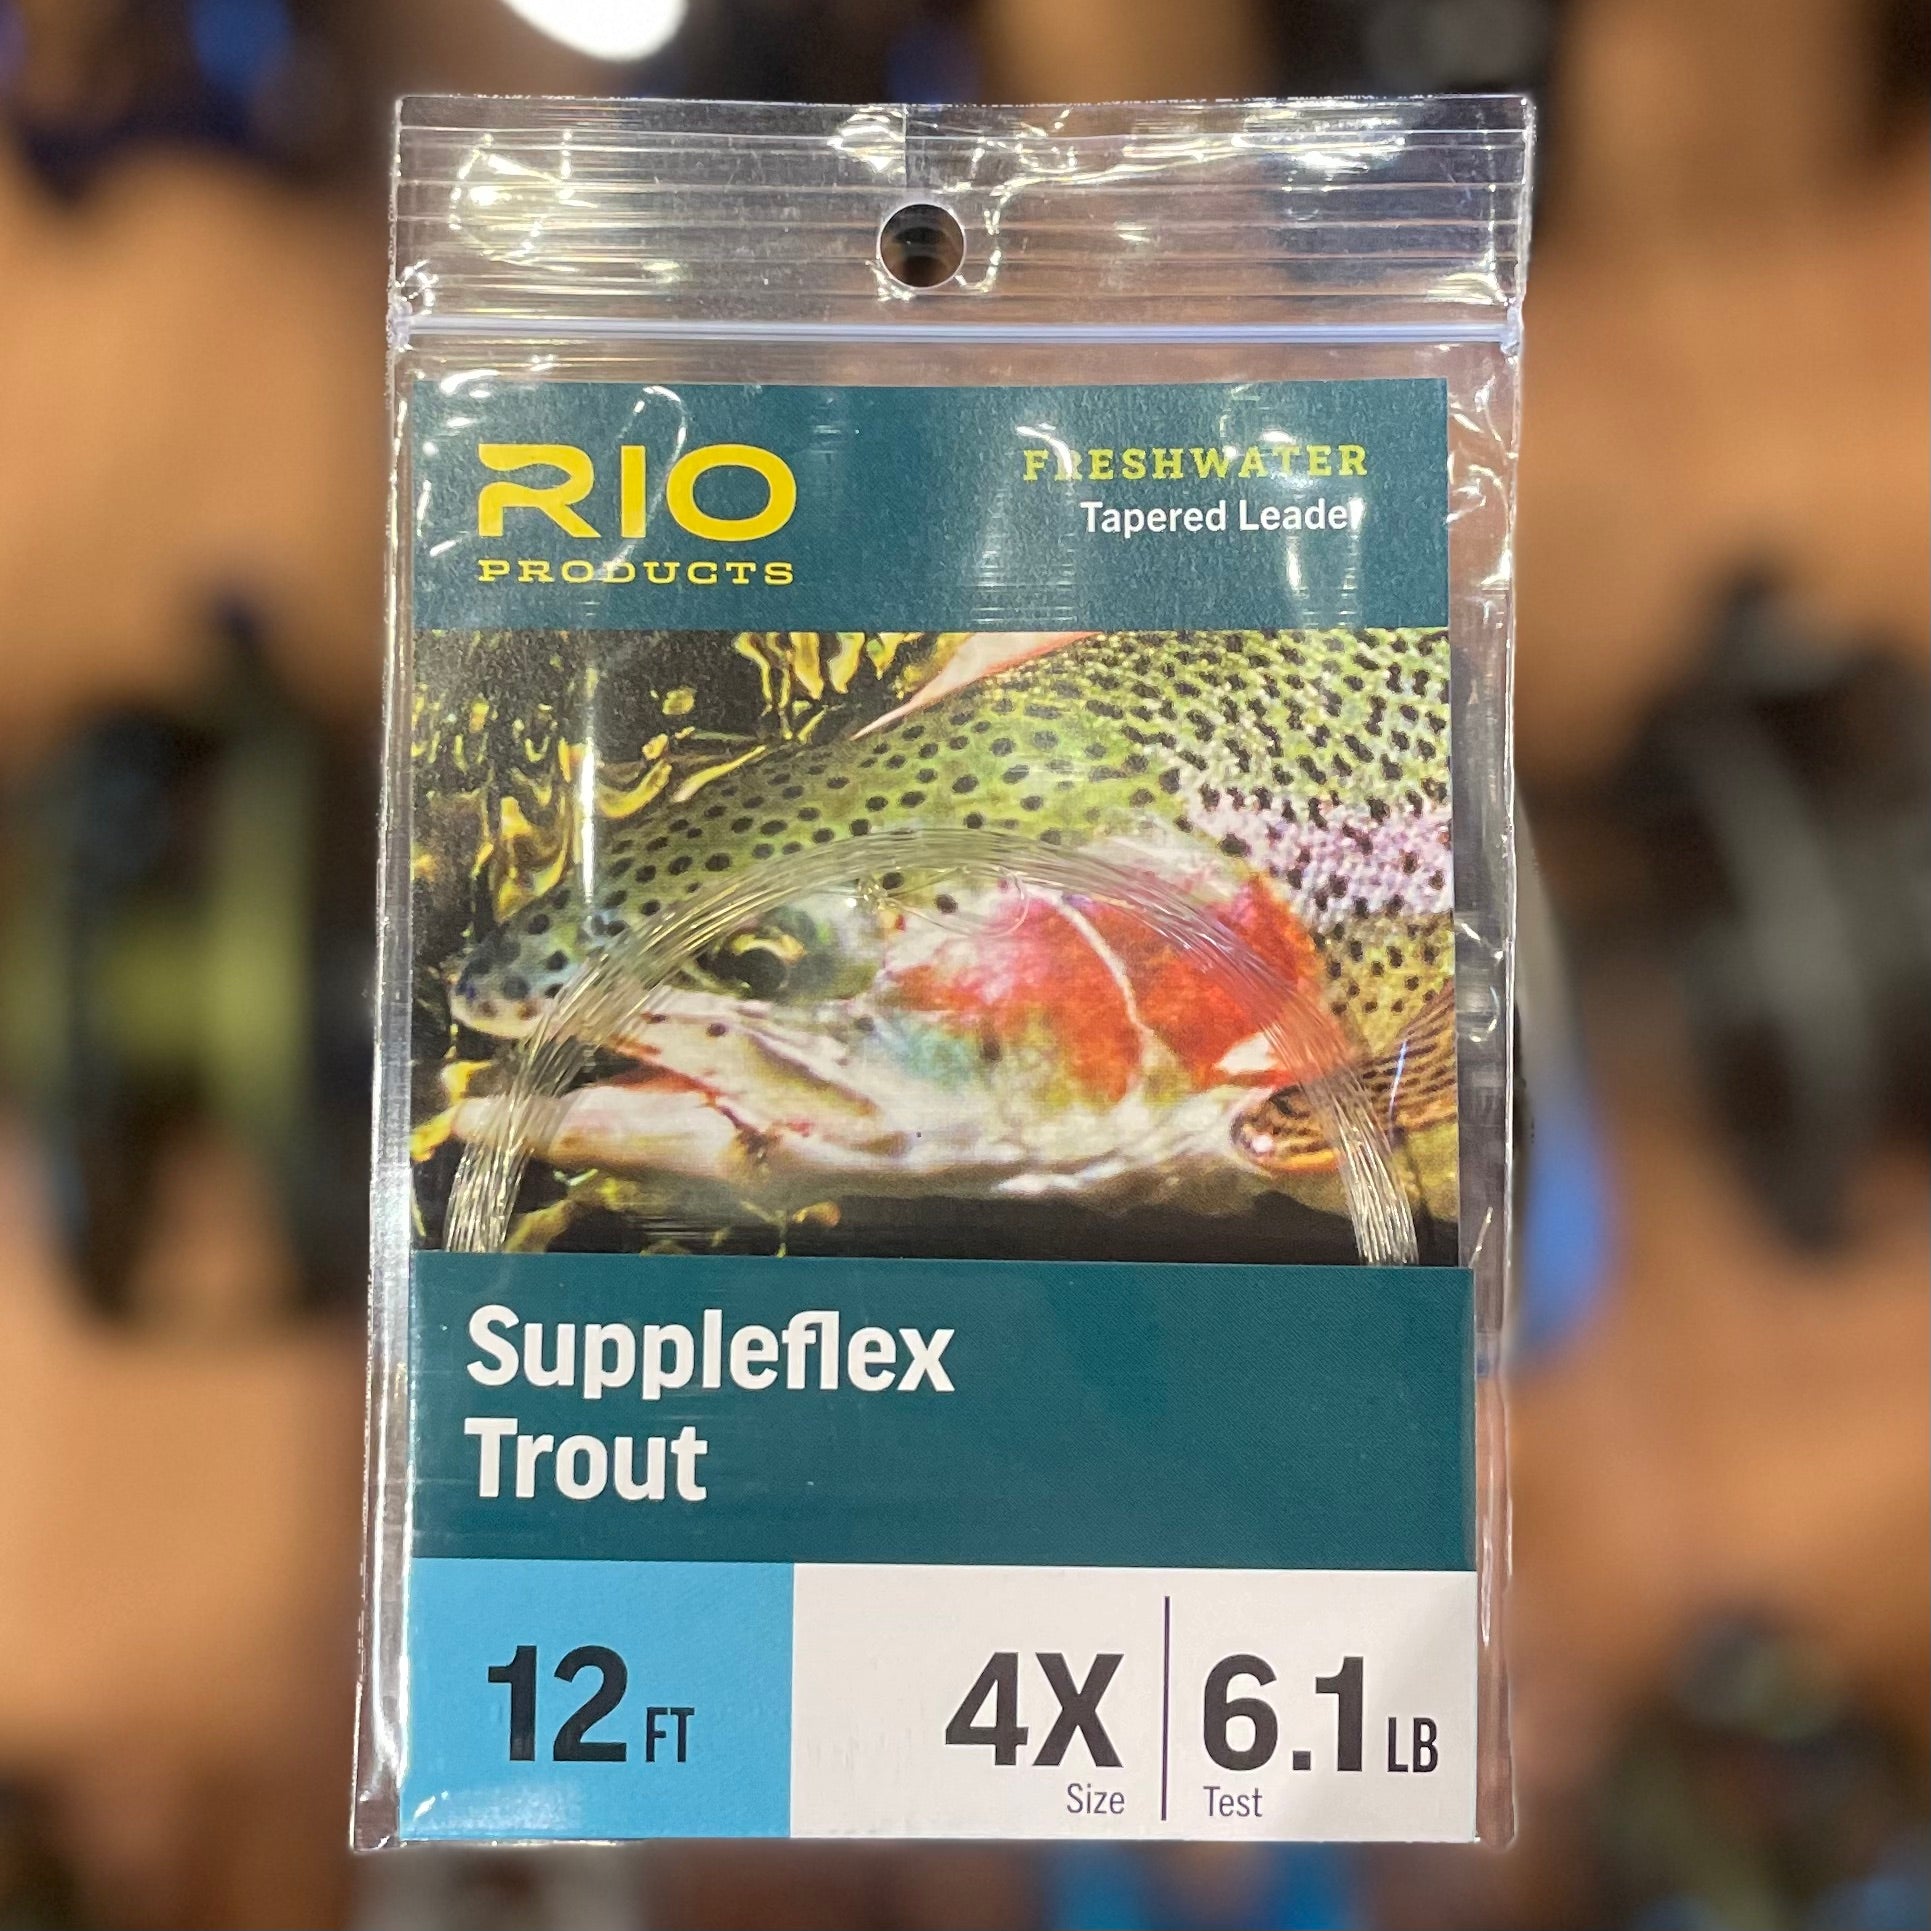 RIO
PRODUCTS
FRESHWATER
Tapered Leader
Suppleflex
Trout
12 FT
4X
Size
6.1 LB
Test